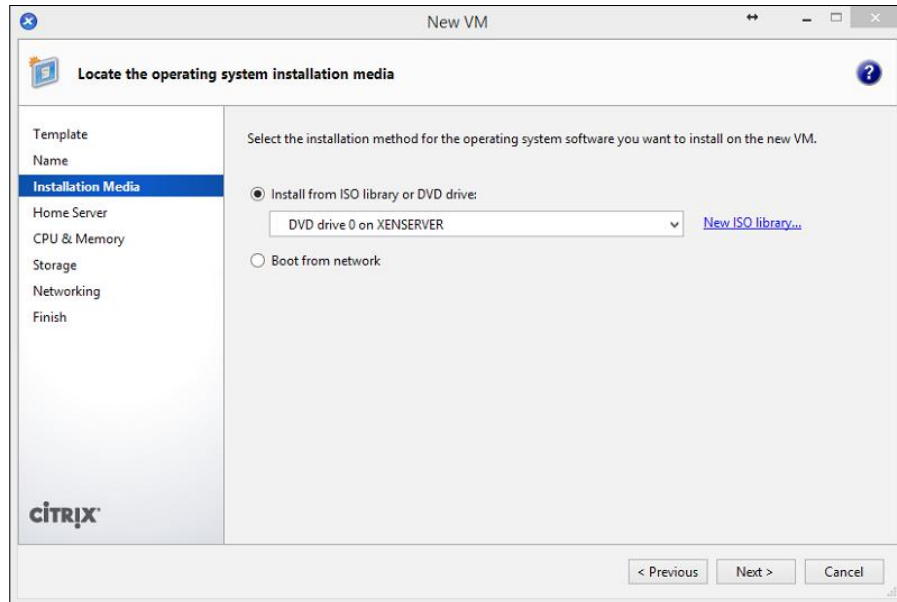 New VM
Locate the operating system installation media
?
Template
Name
Installation Media
Home Server
CPU & Memory
Storage
Networking
Finish
CİTRIX
Select the installation method for the operating system software you want to install on the new VM.
Install from ISO library or DVD drive:
DVD drive 0 on XENSERVER
New ISO library...
Boot from network
< Previous
Next >
Cancel